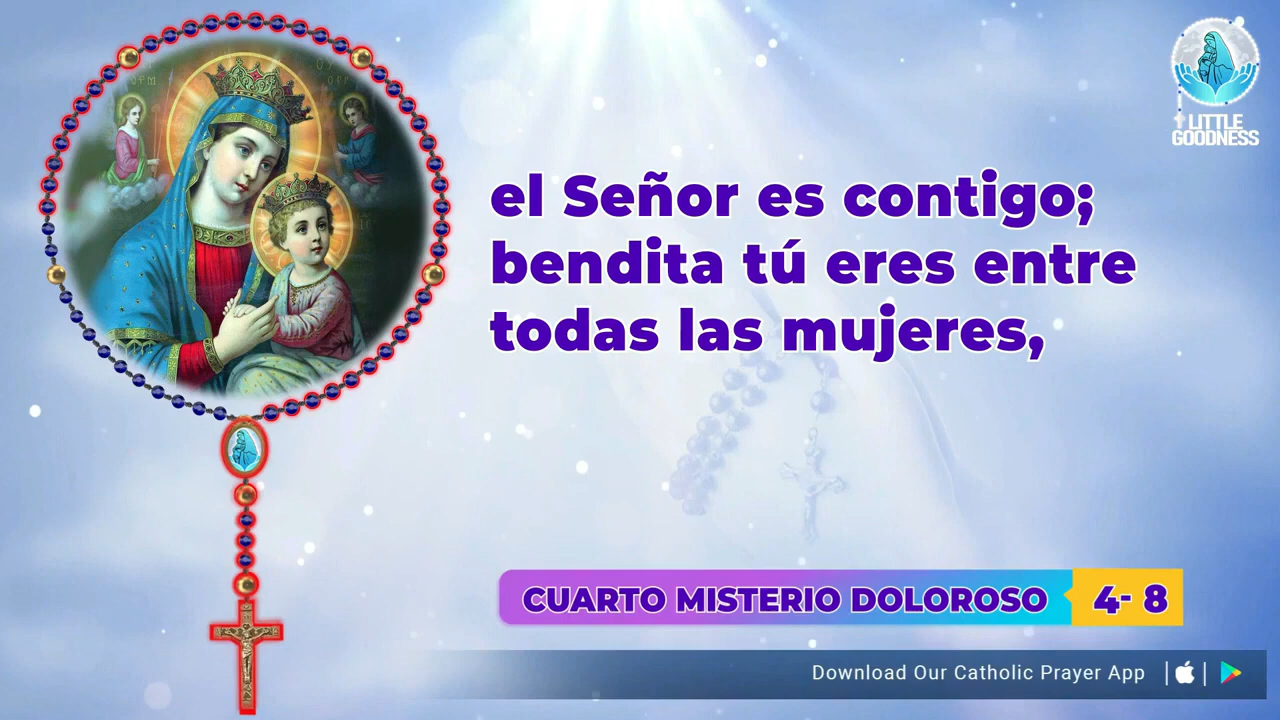 LITTLE
GOODNESS
el Señor es contigo;
bendita tú eres entre
todas las mujeres,
CUARTO MISTERIO DOLOROSO 4- 8
Download Our Catholic Prayer App